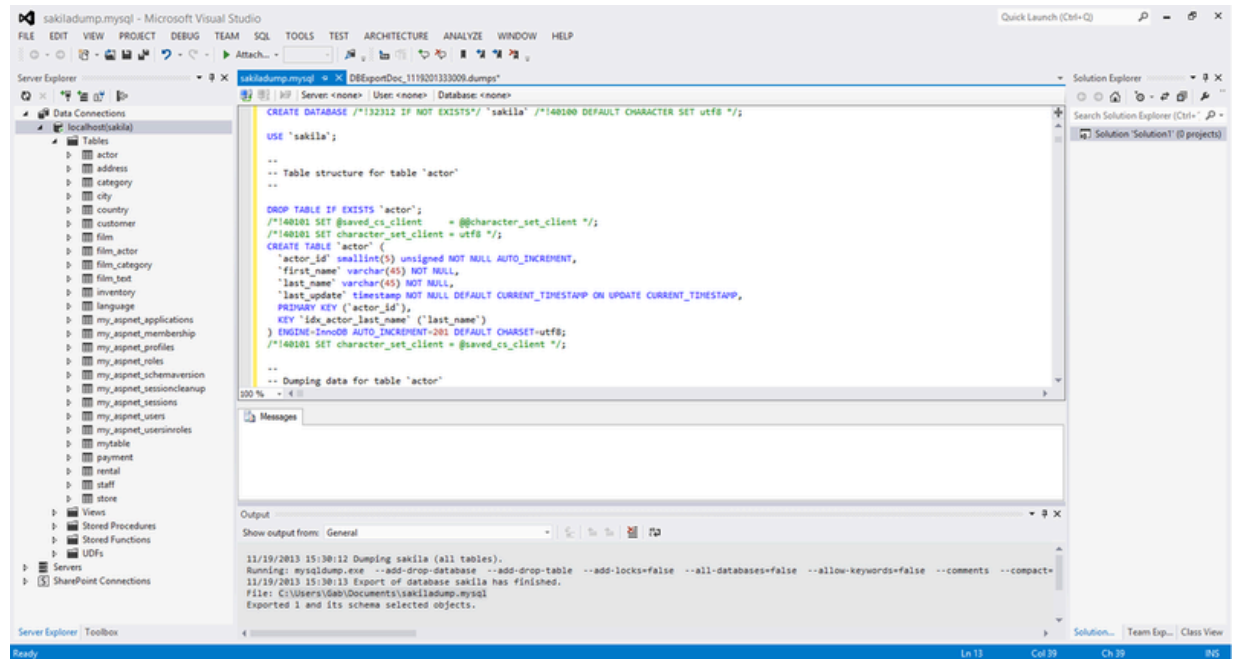 sakiladump.mysql - Microsoft Visual Studio
Quick Launch (Ctrl+Q)
FILE EDIT VIEW PROJECT DEBUG TEAM SQL TOOLS TEST ARCHITECTURE ANALYZE WINDOW HELP
Attach...
Server Explorer
Data Connections
localhost(sakila)
Tables
actor
address
category
city
country
customer
film
film_actor
film_category
film_text
inventory
language
my_aspnet_applications
my_aspnet_membership
my_aspnet_profiles
my_aspnet_roles
my_aspnet_schemaversion
my_aspnet_sessioncleanup
my_aspnet_sessions
my_aspnet_users
my_aspnet_usersinroles
mytable
payment
rental
staff
store
Views
Stored Procedures
Stored Functions
UDFs
Servers
SharePoint Connections
Server Explorer Toolbox
sakiladump.mysql DBExportDoc_1119201333009.dumps*
Server: <none> User: <none> Database: <none>
CREATE DATABASE /*!32312 IF NOT EXISTS*/ `sakila` /*!40100 DEFAULT CHARACTER SET utf8 */;
USE `sakila`;
--
-- Table structure for table `actor`
--
DROP TABLE IF EXISTS `actor`;
/*!40101 SET @saved_cs_client     = @@character_set_client */;
/*!40101 SET character_set_client = utf8 */;
CREATE TABLE `actor` (
`actor_id` smallint(5) unsigned NOT NULL AUTO_INCREMENT,
`first_name` varchar(45) NOT NULL,
`last_name` varchar(45) NOT NULL,
`last_update` timestamp NOT NULL DEFAULT CURRENT_TIMESTAMP ON UPDATE CURRENT_TIMESTAMP,
PRIMARY KEY (`actor_id`),
KEY `idx_actor_last_name` (`last_name`)
) ENGINE=InnoDB AUTO_INCREMENT=201 DEFAULT CHARSET=utf8;
/*!40101 SET character_set_client = @saved_cs_client */;
--
-- Dumping data for table `actor`
100 %
Messages
Output
Show output from: General
11/19/2013 15:30:12 Dumping sakila (all tables).
Running: mysqldump.exe --add-drop-database --add-drop-table --add-locks=false --all-databases=false --allow-keywords=false --comments --compact=
11/19/2013 15:30:13 Export of database sakila has finished.
File: C:\Users\Gab\Documents\sakiladump.mysql
Exported 1 and its schema selected objects.
Solution Explorer
Search Solution Explorer (Ctrl+
Solution 'Solution1' (0 projects)
Solution... Team Exp... Class View
Ready Ln 13 Col 39 Ch 39 INS